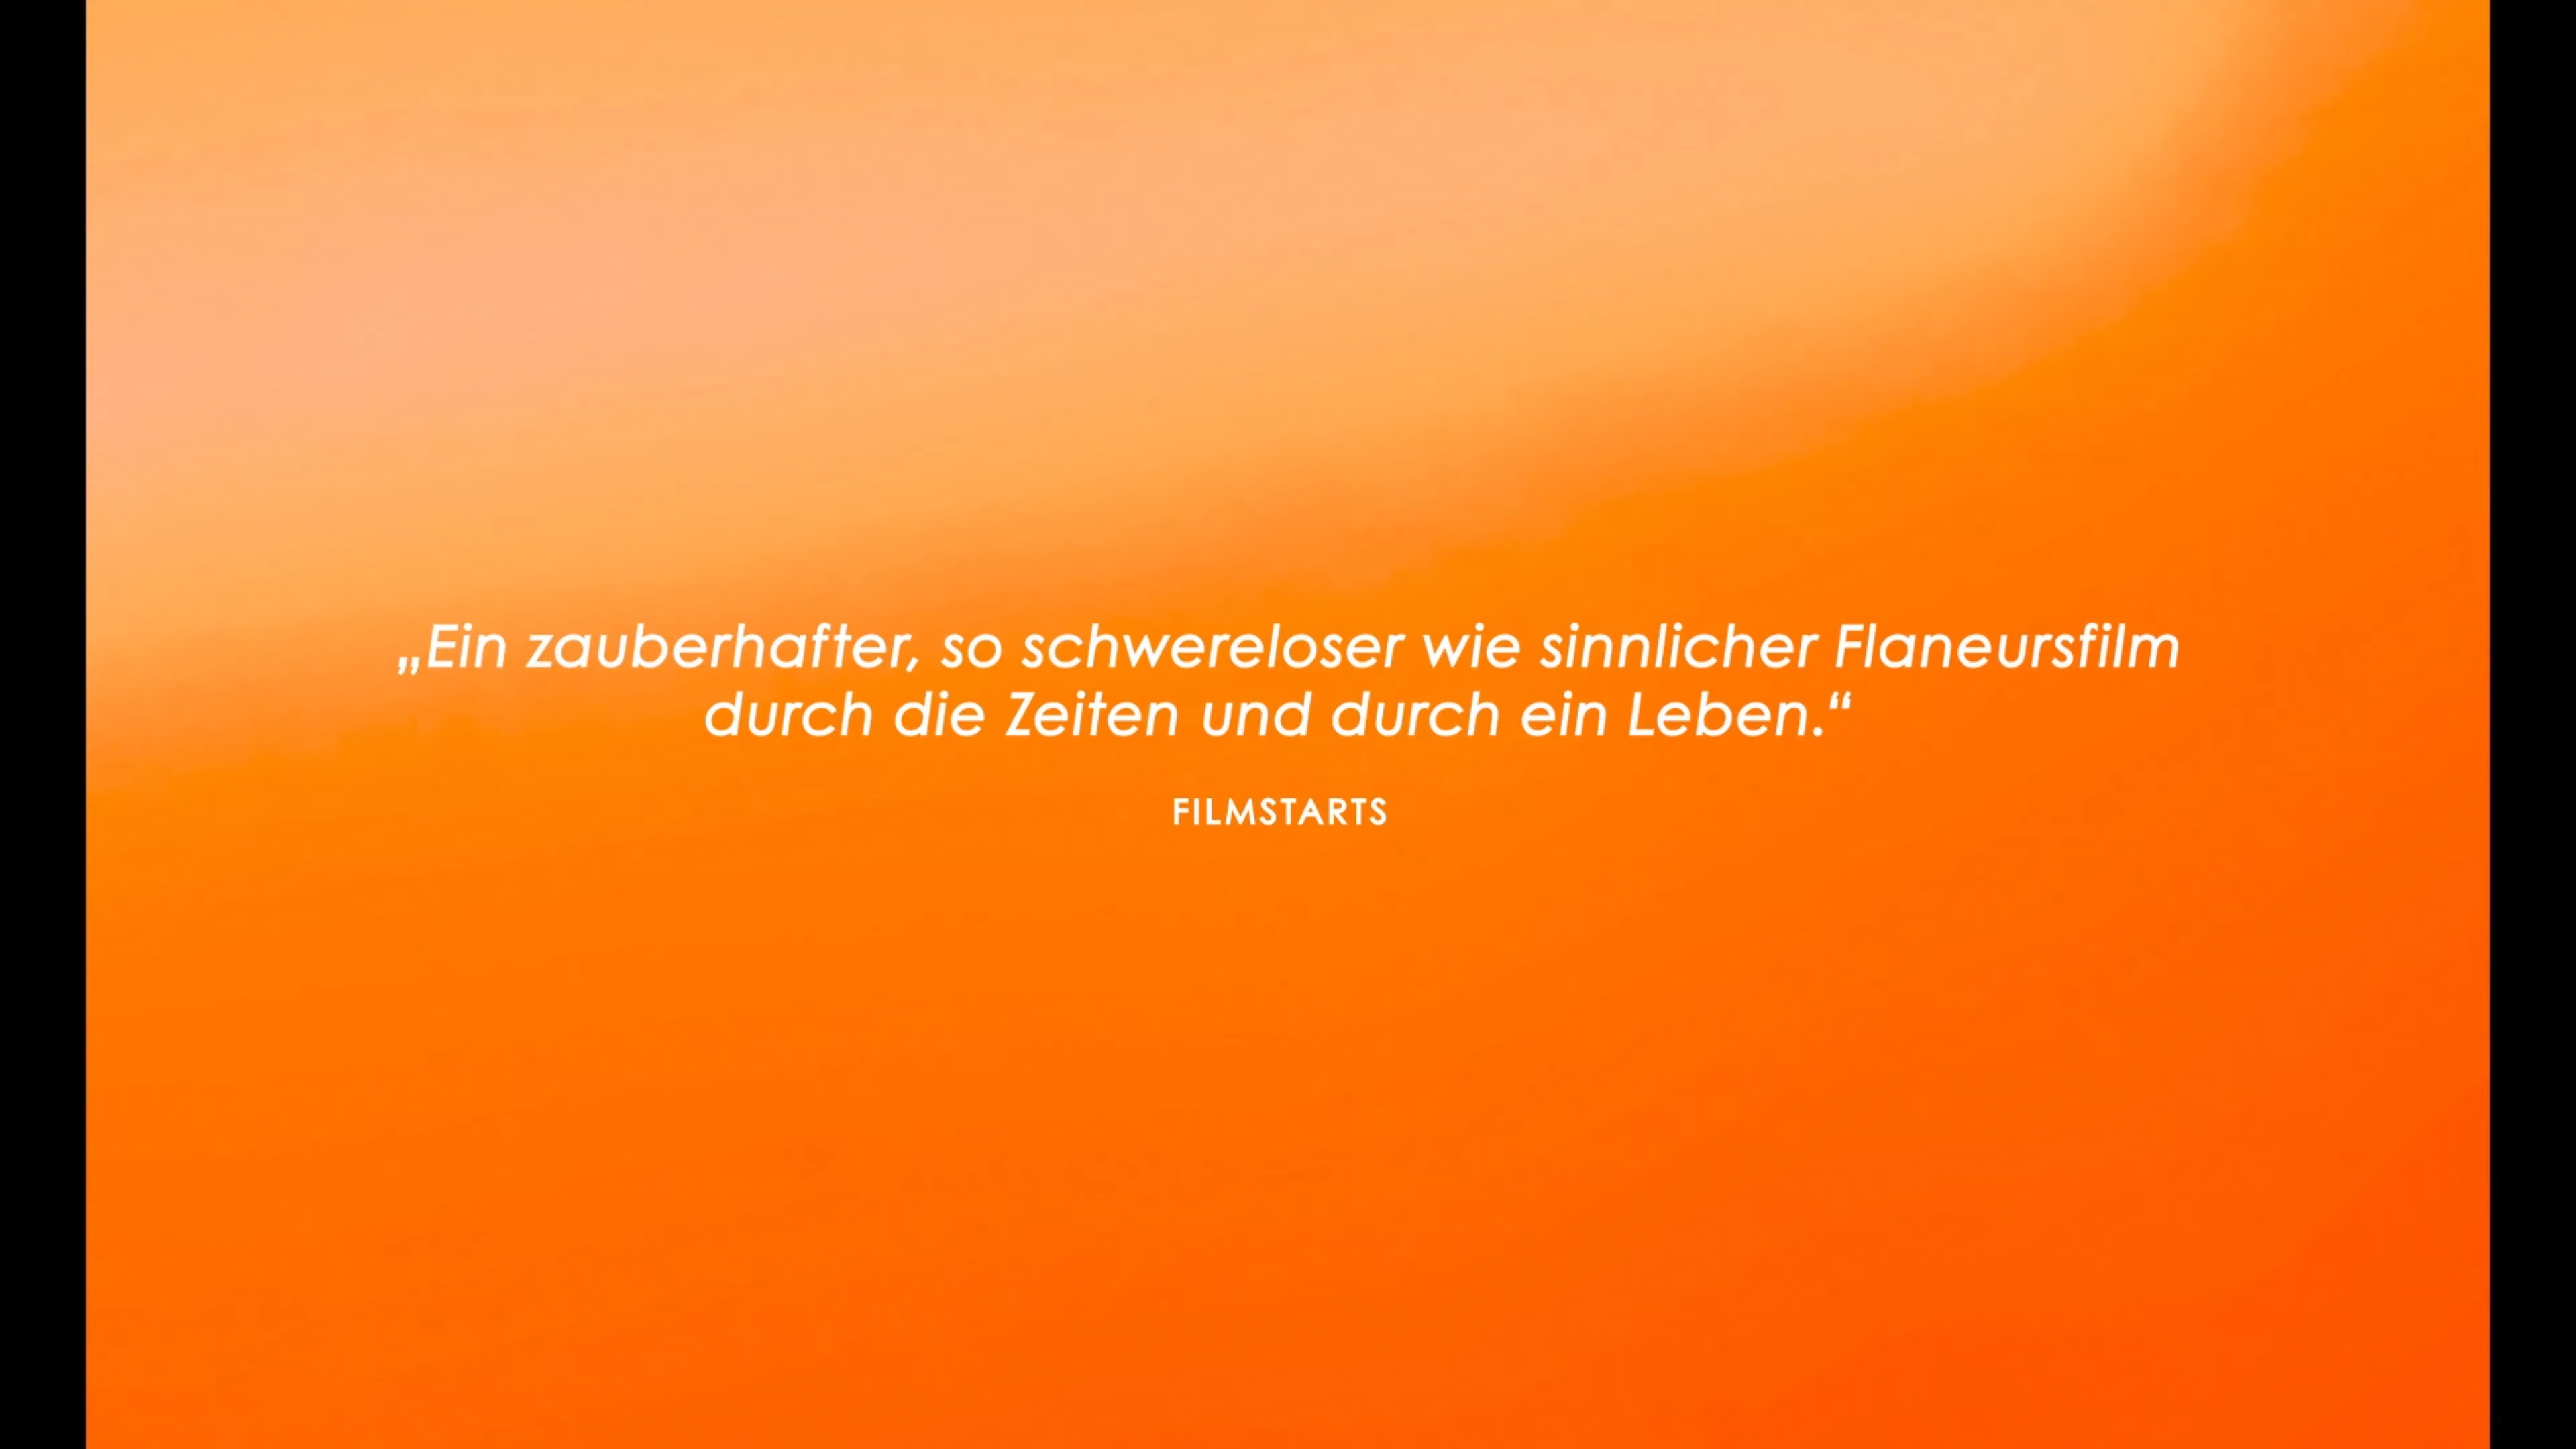 „Ein zauberhafter, so schwereloser wie sinnlicher Flaneursfilm
durch die Zeiten und durch ein Leben.“
FILMSTARTS